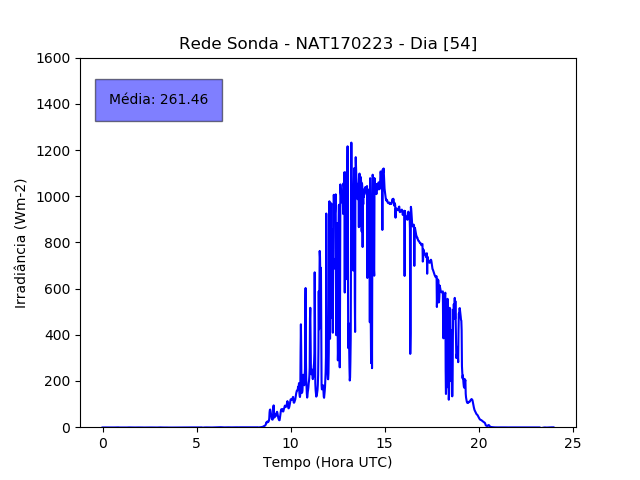 Rede Sonda - NAT170223 - Dia [54]
1600
1400
1200
1000
800
600
400
200
0
Média: 261.46
Irradiância (Wm-2)
0 5 10 15 20 25
Tempo (Hora UTC)